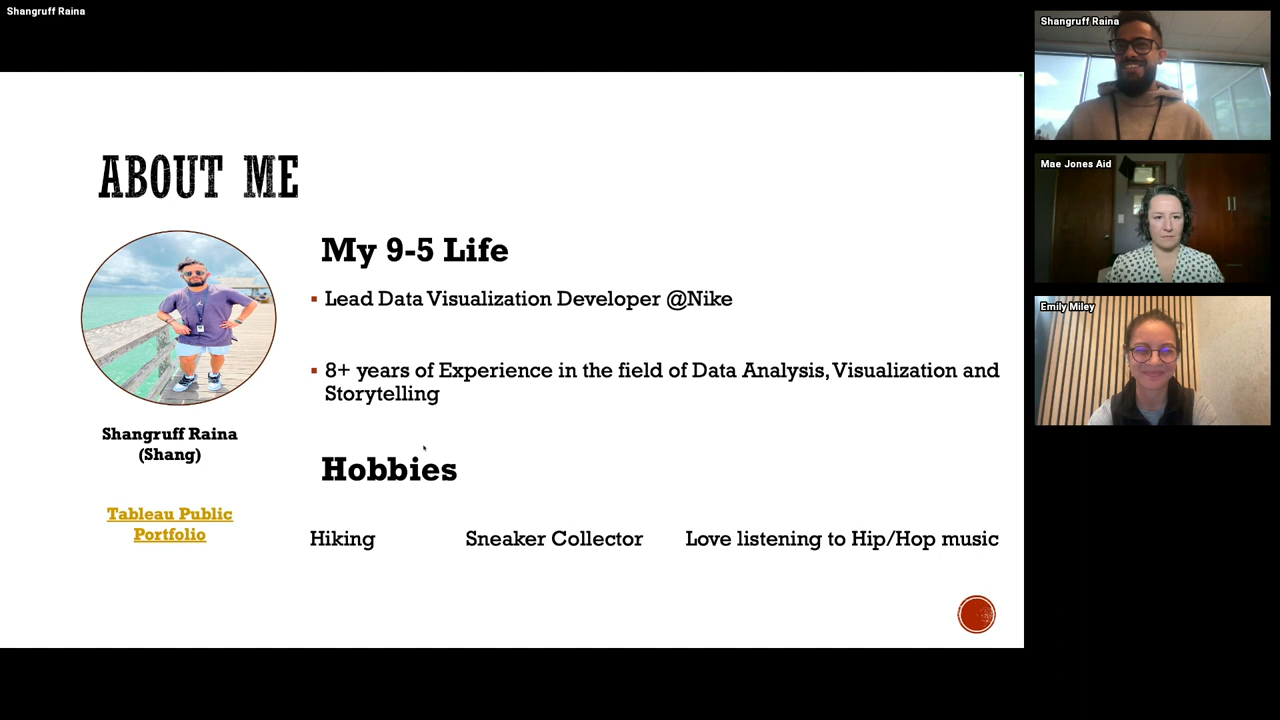 Shangruff Raina
ABOUT ME
My 9-5 Life
Lead Data Visualization Developer @Nike
8+ years of Experience in the field of Data Analysis, Visualization and
Storytelling
Shangruff Raina
(Shang)
Tableau Public
Portfolio
Hobbies
Hiking
Sneaker Collector
Love listening to Hip/Hop music
Shangruff Raina
Mae Jones Aid
Emily Miley